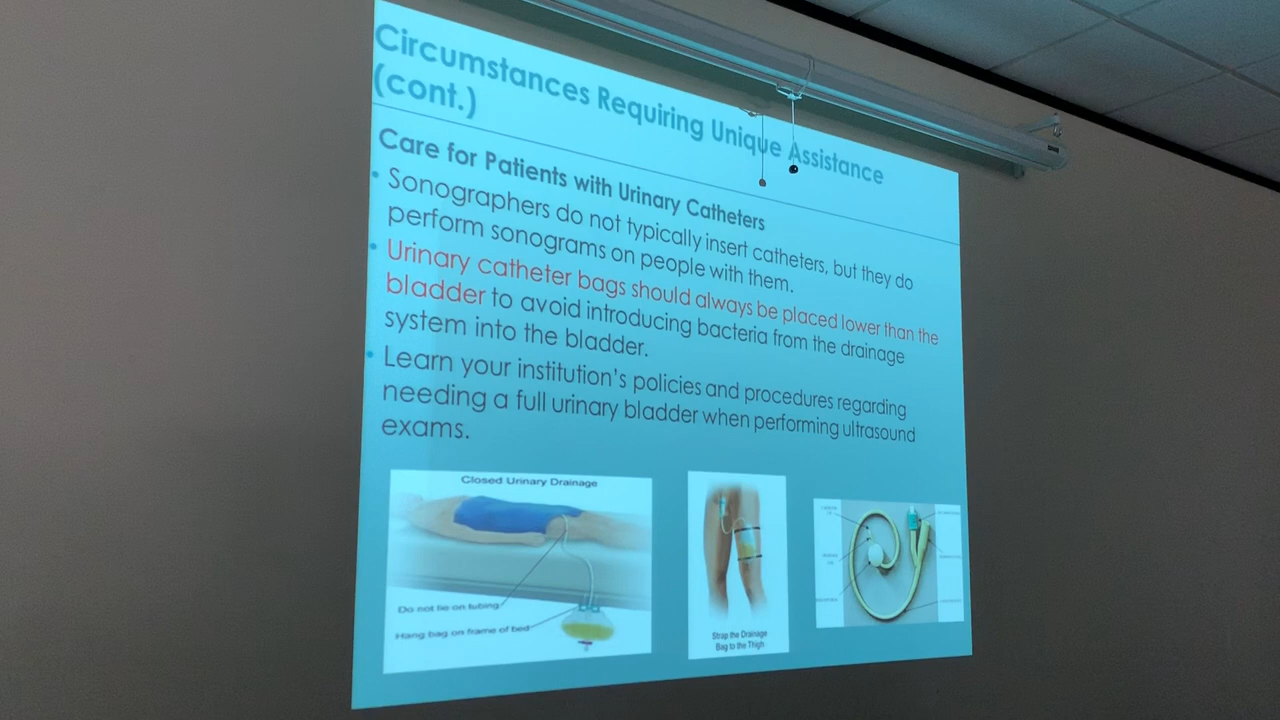 Circumstances Requiring Unique Assistance
(cont.)
Care for Patients with Urinary Catheters
• Sonographers do not typically insert catheters, but they do
perform sonograms on people with them.
• Urinary catheter bags should always be placed lower than the
bladder to avoid introducing bacteria from the drainage
system into the bladder.
• Learn your institution's policies and procedures regarding
needing a full urinary bladder when performing ultrasound
exams.
Closed Urinary Drainage
Do not lie on tubing
Hang bag on frame of bed
Strap the Drainage
Bag to the Thigh